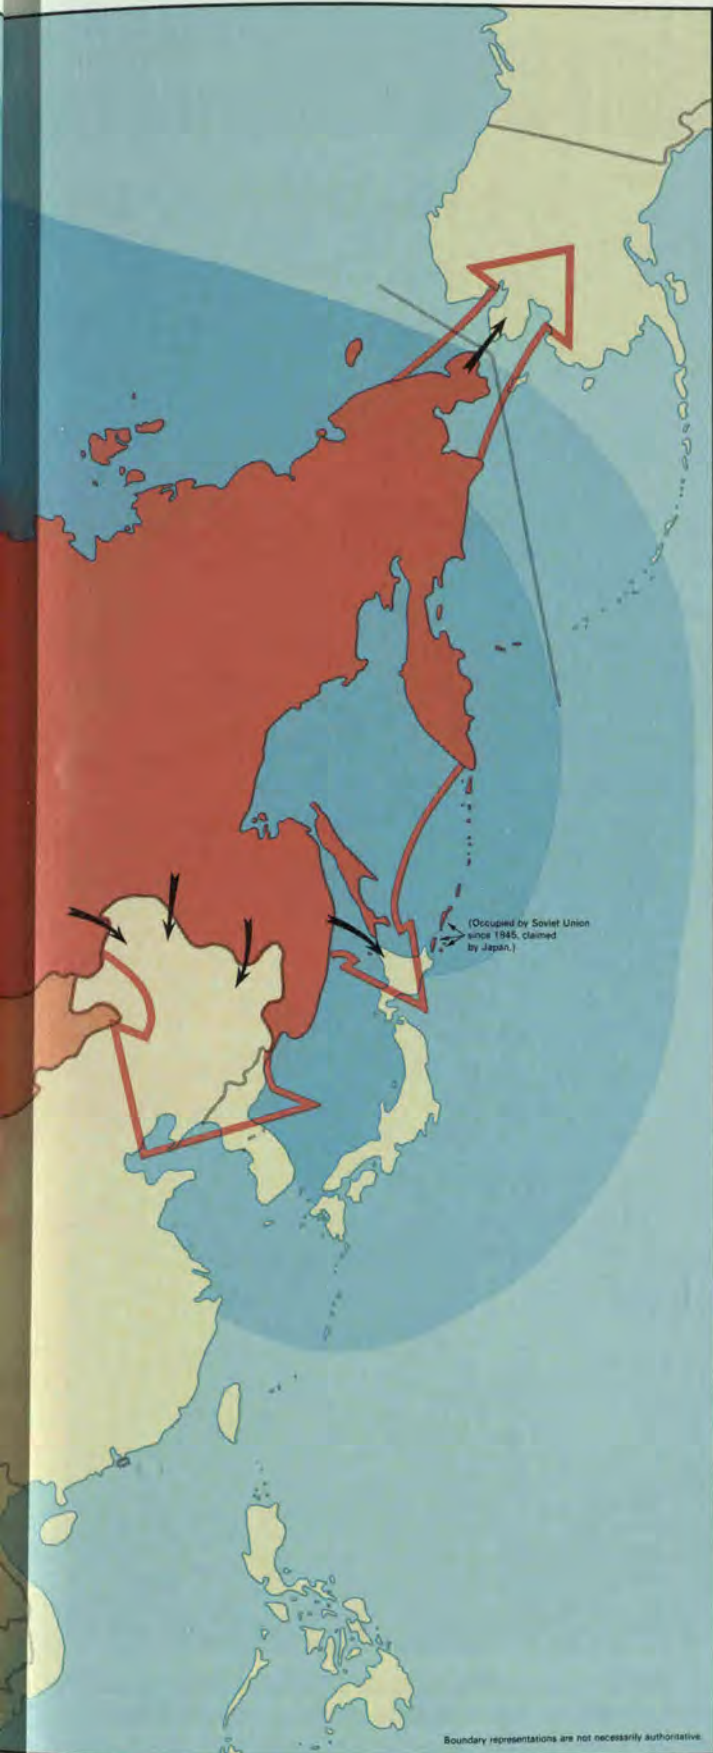 (Occupied by Soviet Union
since 1945, claimed
by Japan.)
Boundary representations are not necessarily authoritative.